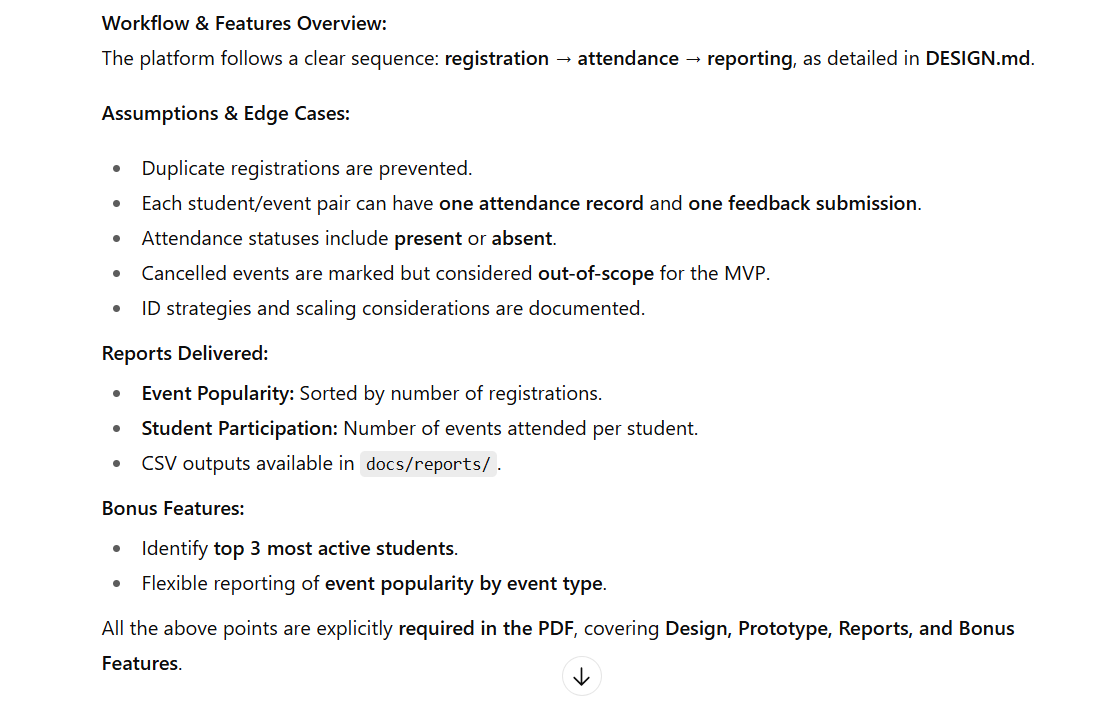 Workflow & Features Overview:
The platform follows a clear sequence: registration → attendance → reporting, as detailed in DESIGN.md.
Assumptions & Edge Cases:
Duplicate registrations are prevented.
Each student/event pair can have one attendance record and one feedback submission.
Attendance statuses include present or absent.
Cancelled events are marked but considered out-of-scope for the MVP.
ID strategies and scaling considerations are documented.
Reports Delivered:
Event Popularity: Sorted by number of registrations.
Student Participation: Number of events attended per student.
CSV outputs available in docs/reports/.
Bonus Features:
Identify top 3 most active students.
Flexible reporting of event popularity by event type.
All the above points are explicitly required in the PDF, covering Design, Prototype, Reports, and Bonus
Features.